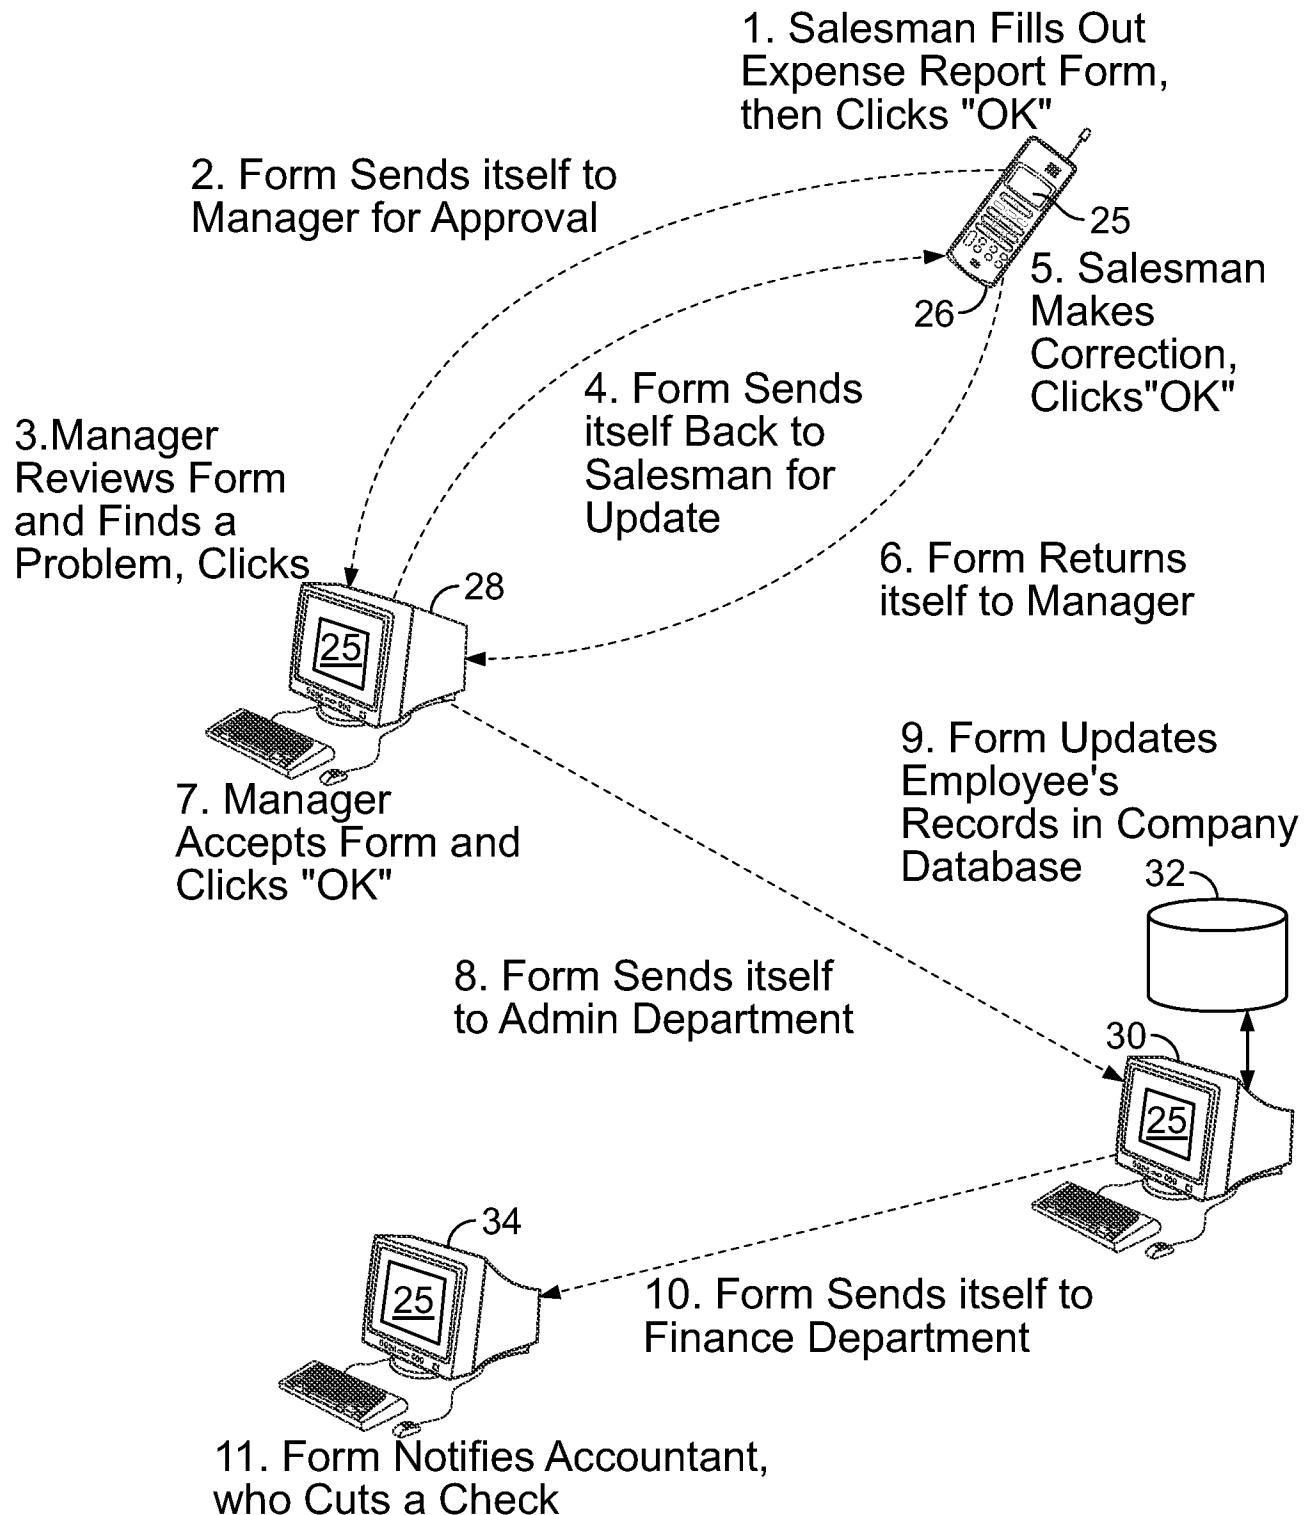 1. Salesman Fills Out
Expense Report Form,
then Clicks "OK"
2. Form Sends itself to
Manager for Approval
25
26
5. Salesman
Makes
Correction,
Clicks"OK"
4. Form Sends
itself Back to
Salesman for
Update
3.Manager
Reviews Form
and Finds a
Problem, Clicks
28
25
6. Form Returns
itself to Manager
7. Manager
Accepts Form and
Clicks "OK"
9. Form Updates
Employee's
Records in Company
Database
32
8. Form Sends itself
to Admin Department
30
25
34
25
10. Form Sends itself to
Finance Department
11. Form Notifies Accountant,
who Cuts a Check